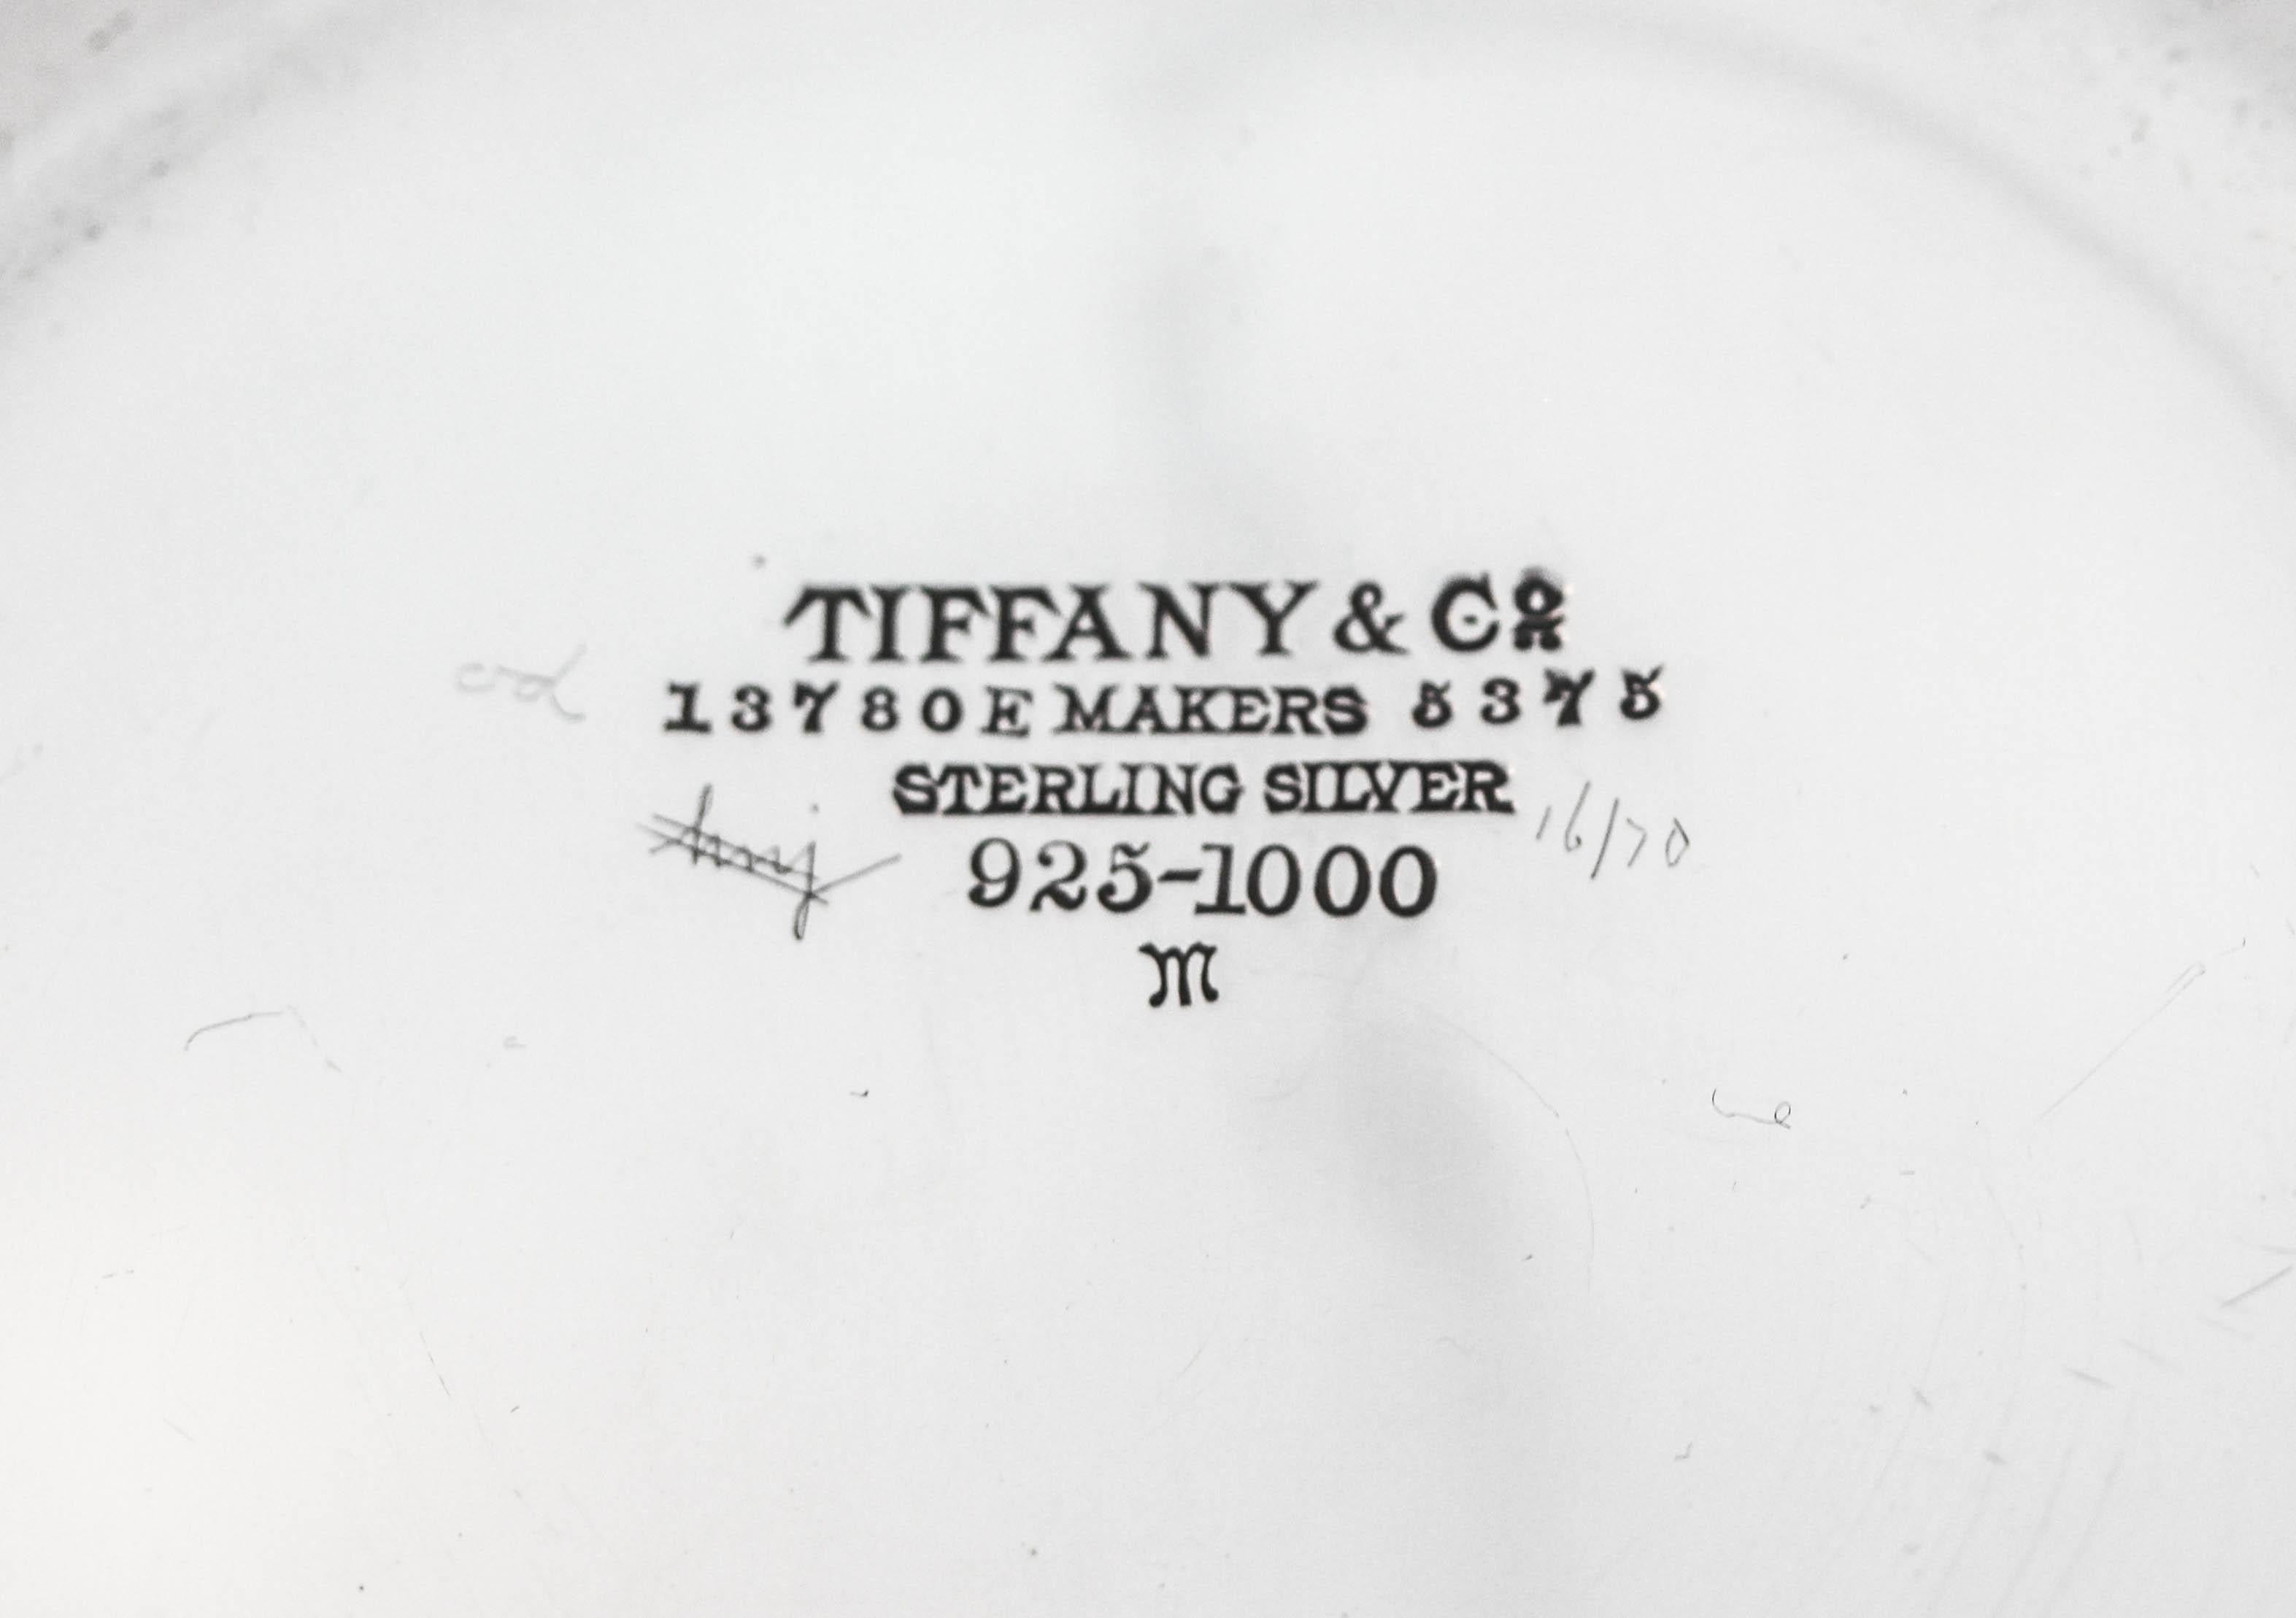 TIFFANY & Co
13780E MAKERS 5375
STERLING SILVER
16/70
925-1000
M